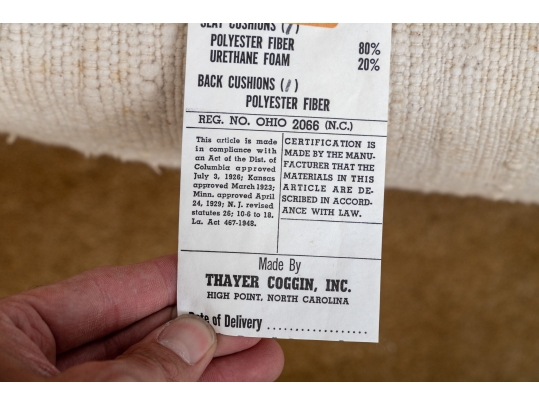 SEAT CUSHIONS ( / )
POLYESTER FIBER 80%
URETHANE FOAM 20%
BACK CUSHIONS ( / )
POLYESTER FIBER
REG. NO. OHIO 2066 (N.C.)
This article is made
in compliance with
an Act of the Dist. of
Columbia approved
July 3, 1926; Kansas
approved March 1923;
Minn. approved April
24, 1929; N. J. revised
statutes 26; 10-6 to 18.
La. Act 467-1948.
CERTIFICATION IS
MADE BY THE MANU-
FACTURER THAT THE
MATERIALS IN THIS
ARTICLE ARE DE-
SCRIBED IN ACCORD-
ANCE WITH LAW.
Made By
THAYER COGGIN, INC.
HIGH POINT, NORTH CAROLINA
Date of Delivery ..................